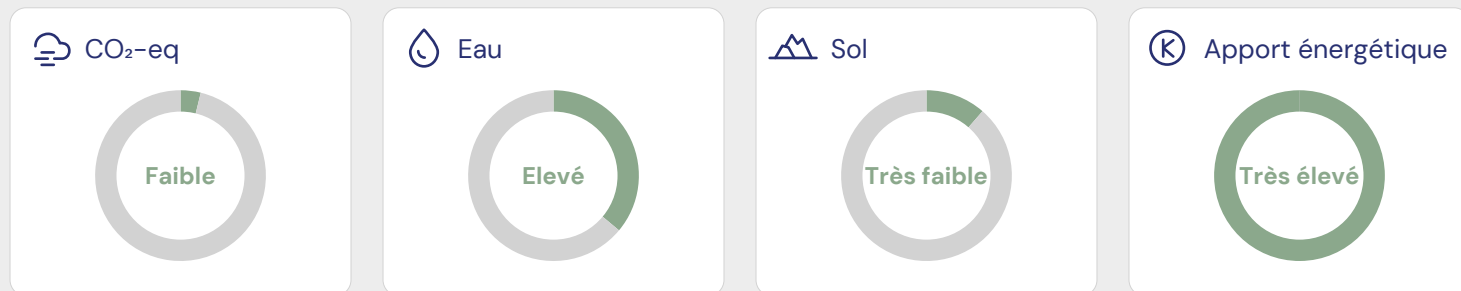 CO₂-eq
Faible
Eau
Elevé
Sol
Très faible
Apport énergétique
Très élevé